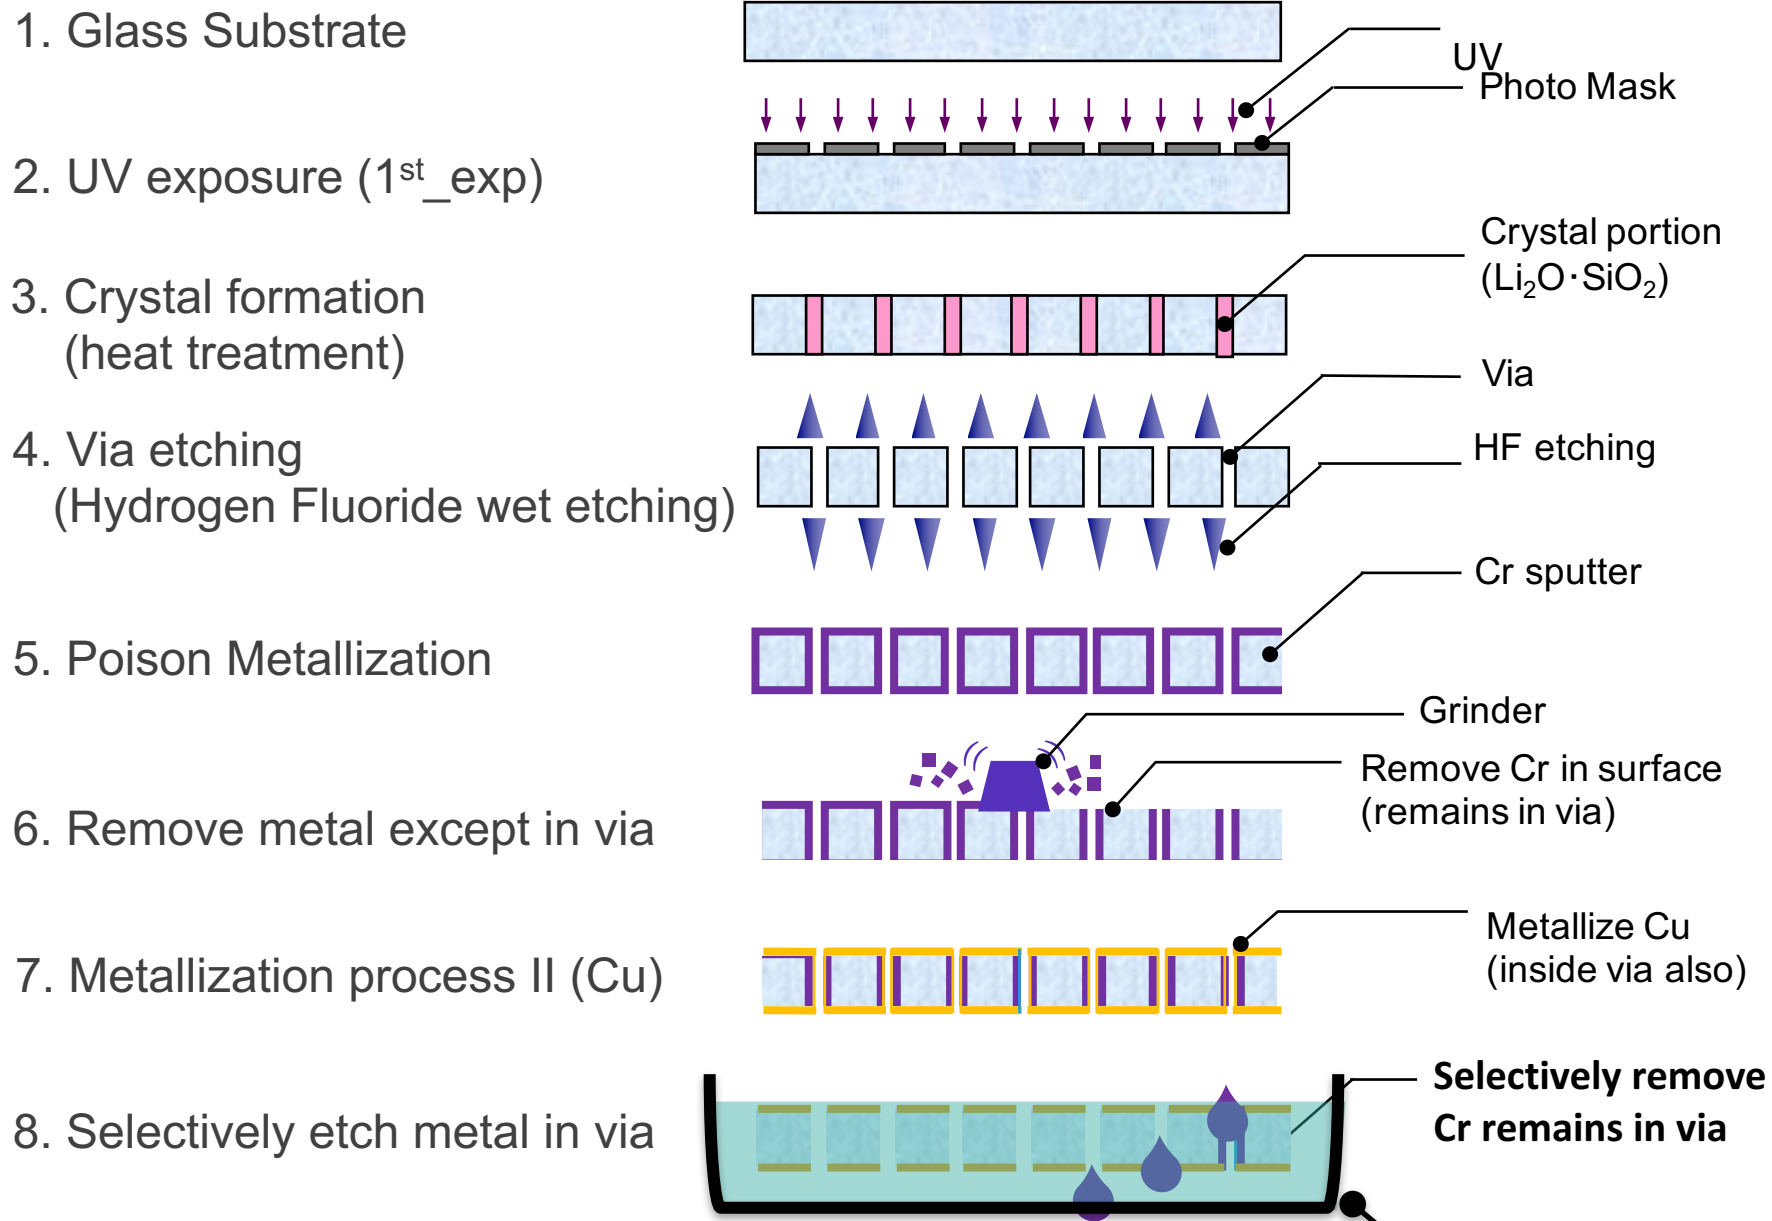 1. Glass Substrate
UV
Photo Mask
2. UV exposure (1st_exp)
Crystal portion
(Li₂O·SiO₂)
3. Crystal formation
(heat treatment)
Via
4. Via etching
(Hydrogen Fluoride wet etching)
HF etching
Cr sputter
5. Poison Metallization
Grinder
Remove Cr in surface
(remains in via)
6. Remove metal except in via
Metallize Cu
(inside via also)
7. Metallization process II (Cu)
Selectively remove
Cr remains in via
8. Selectively etch metal in via